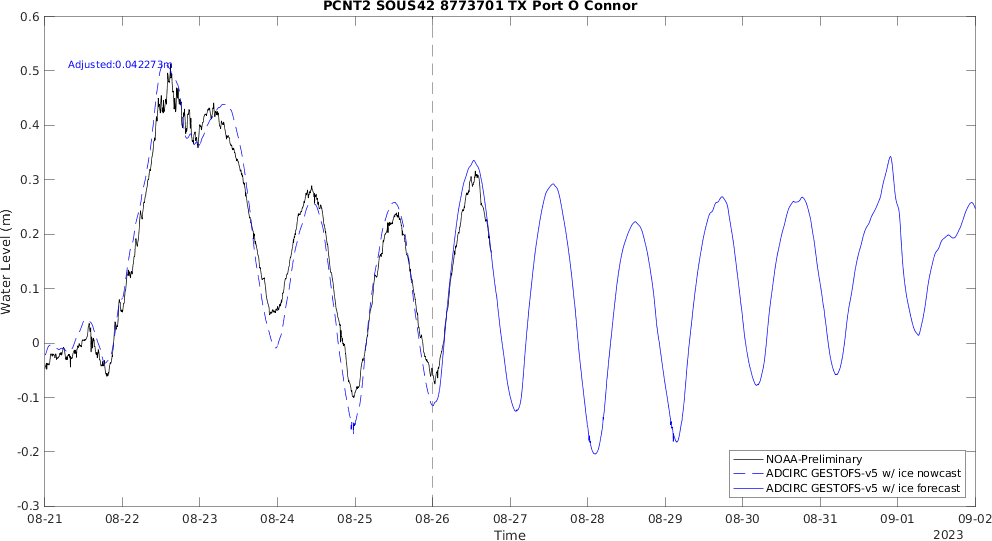 PCNT2 SOUS42 8773701 TX Port O Connor
0.6
0.5
0.4
0.3
0.2
0.1
0
-0.1
-0.2
-0.3
Water Level (m)
Adjusted:0.042273m
NOAA-Preliminary
ADCIRC GESTOFS-v5 w/ ice nowcast
ADCIRC GESTOFS-v5 w/ ice forecast
08-21 08-22 08-23 08-24 08-25 08-26 08-27 08-28 08-29 08-30 08-31 09-01 09-02
Time
2023